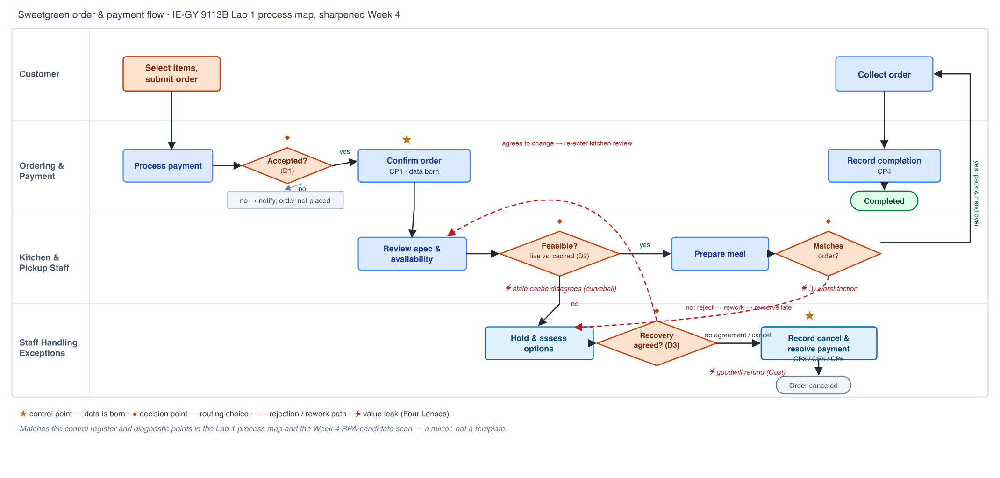 Sweetgreen order & payment flow · IE-GY 9113B Lab 1 process map, sharpened Week 4
Customer
Select items,
submit order
Collect order
Ordering &
Payment
Process payment
Accepted?
(D1)
yes
no
no → notify, order not placed
Confirm order
CP1 · data born
agrees to change → re-enter kitchen review
Record completion
CP4
Completed
yes: pack & hand over
Kitchen &
Pickup Staff
Review spec &
availability
Feasible?
live vs. cached (D2)
yes
Prepare meal
Matches
order?
stale cache disagrees (curveball)
① worst friction
no
no: reject → rework → re-serve late
Staff Handling
Exceptions
Hold & assess
options
Recovery
agreed? (D3)
no agreement / cancel
Record cancel &
resolve payment
CP3 / CP5 / CP6
goodwill refund (Cost)
Order canceled
★ control point — data is born · ◆ decision point — routing choice · - - - rejection / rework path · value leak (Four Lenses)
Matches the control register and diagnostic points in the Lab 1 process map and the Week 4 RPA-candidate scan — a mirror, not a template.